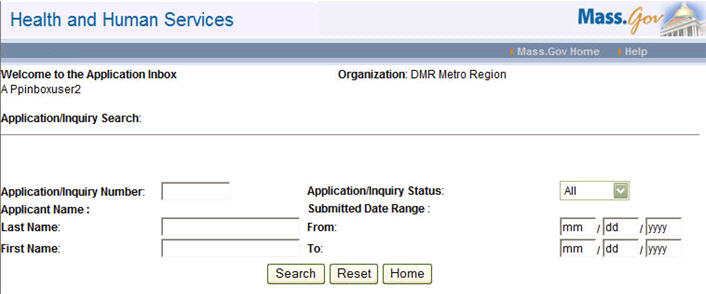 Health and Human Services
Mass.Gov
Mass.Gov Home Help
Welcome to the Application Inbox Organization: DMR Metro Region
A Ppinboxuser2
Application/Inquiry Search:
Application/Inquiry Number: Application/Inquiry Status: All
Applicant Name : Submitted Date Range :
Last Name: From: mm / dd / yyyy
First Name: To: mm / dd / yyyy
Search Reset Home